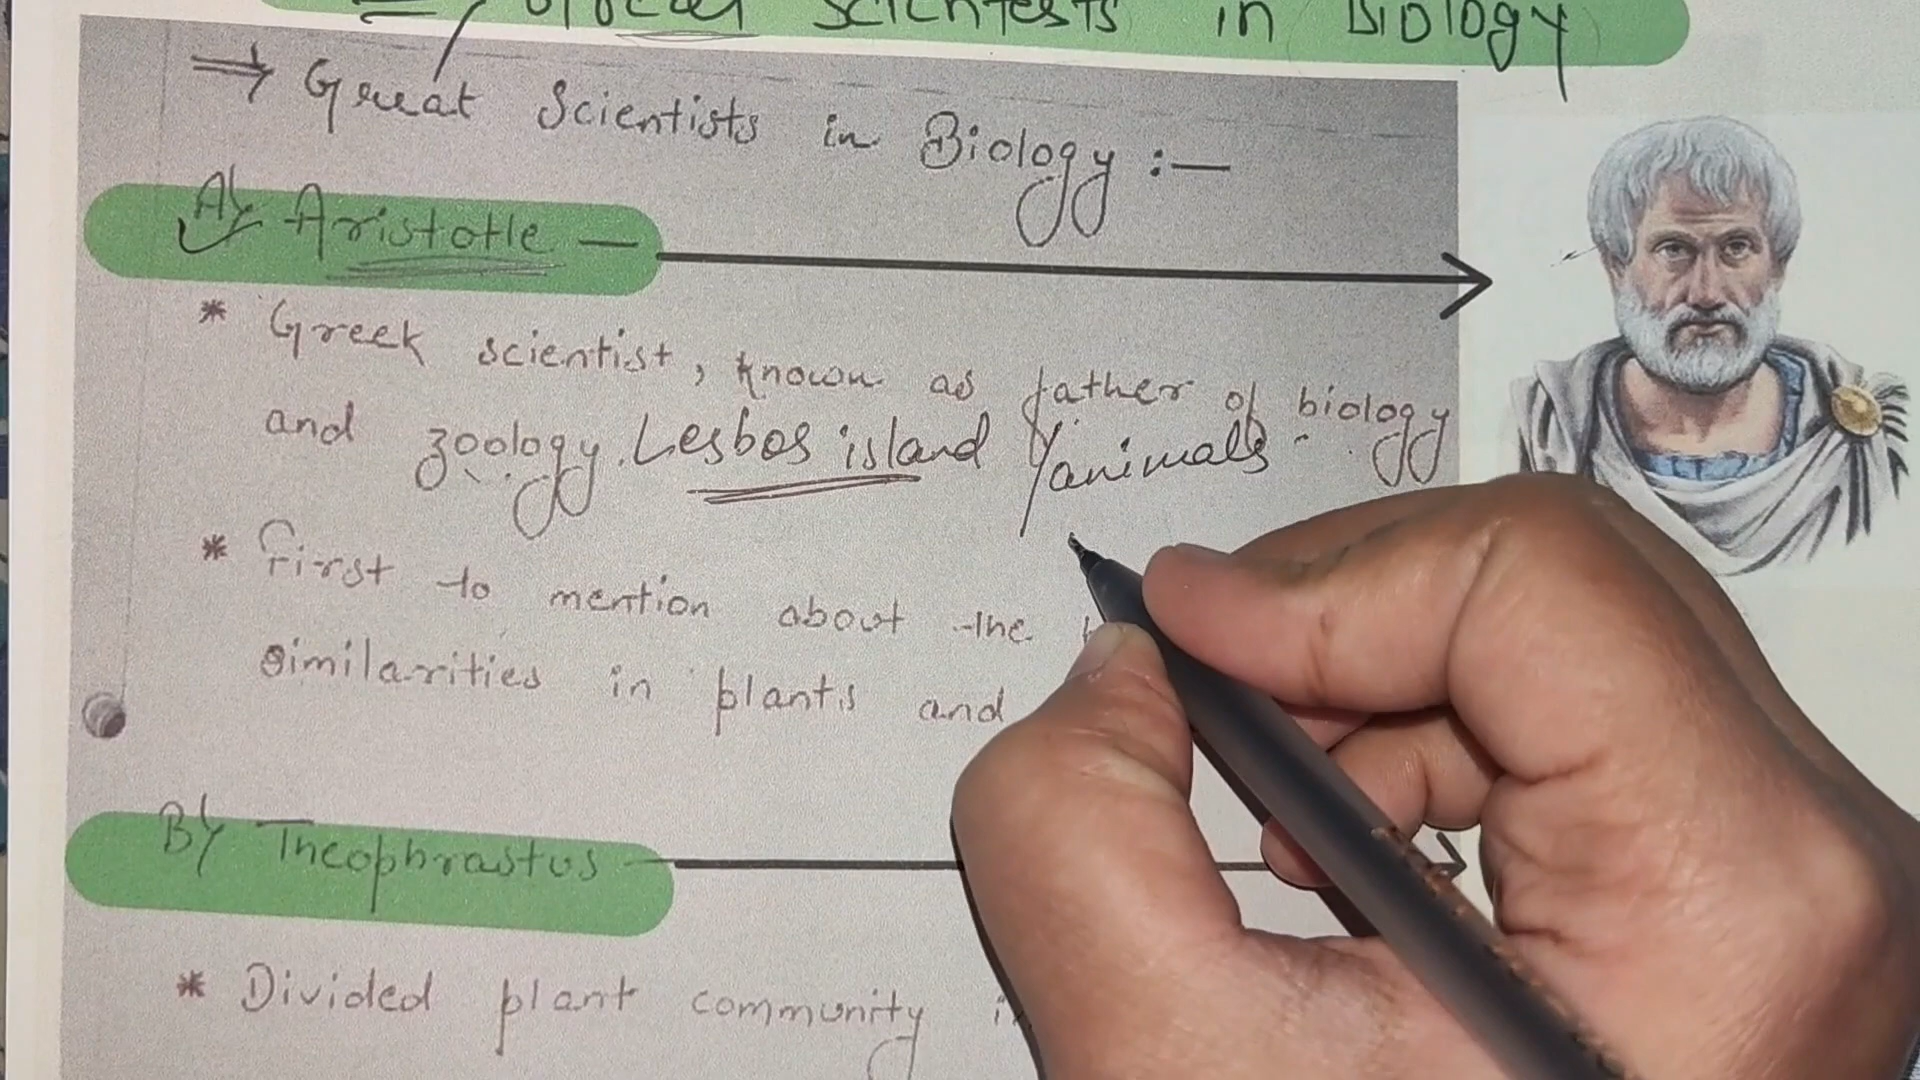 Scientists in Biology
⇒ Great Scientists in Biology :—
A) Aristotle —
* Greek scientist, known as father of biology
and zoology. Lesbos island / animals
* First to mention about the
similarities in plants and
B) Theophrastus
* Divided plant community